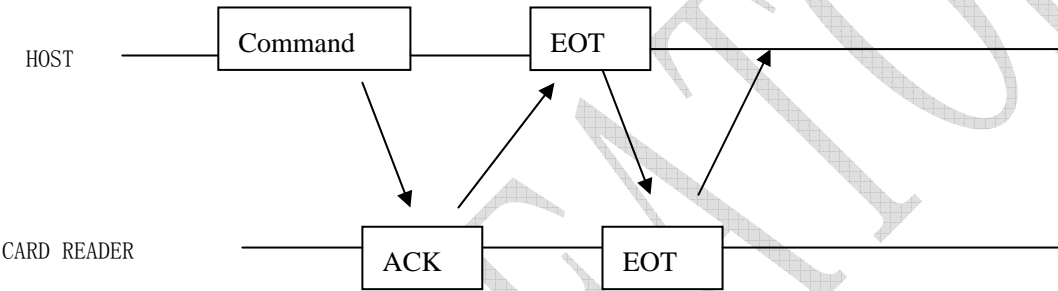 HOST
Command
EOT
CARD READER
ACK
EOT